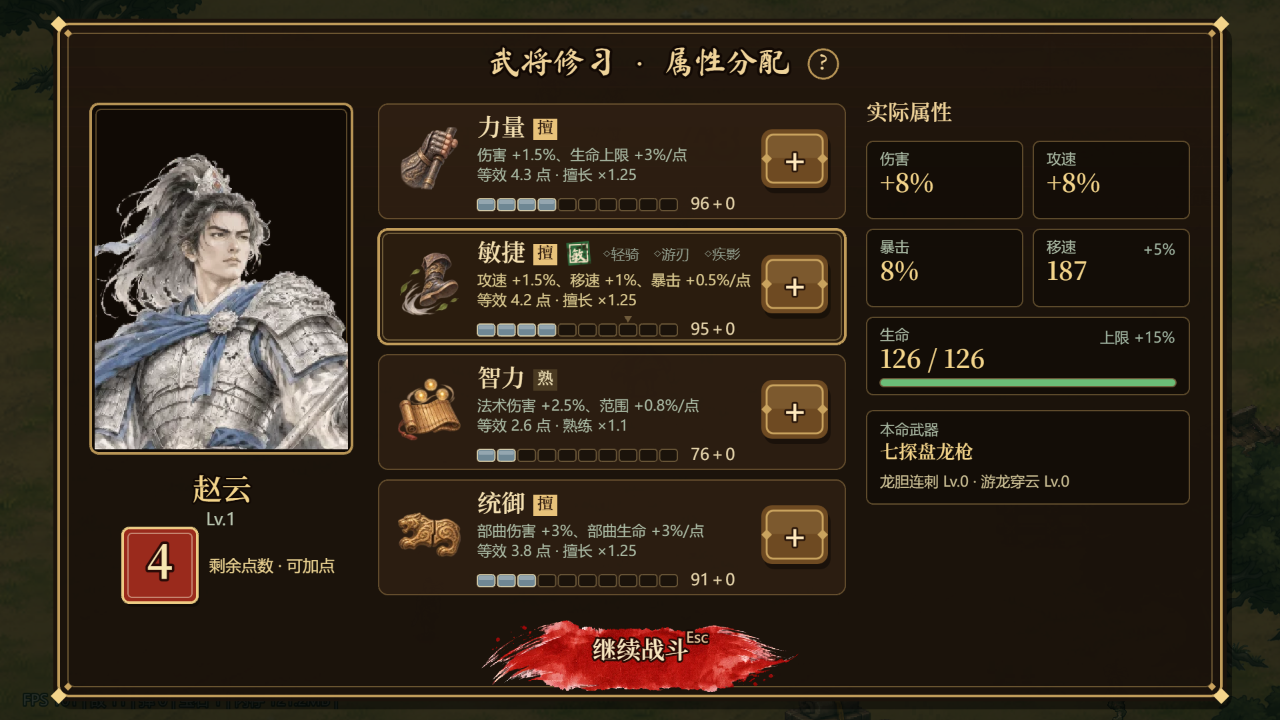 武将修习 · 属性分配 ?
赵云
Lv.1
4
剩余点数 · 可加点
力量 擅
伤害 +1.5%、生命上限 +3%/点
等效 4.3 点 · 擅长 ×1.25
96 + 0
+
敏捷 擅 敏 ◇轻骑 ◇游刃 ◇疾影
攻速 +1.5%、移速 +1%、暴击 +0.5%/点
等效 4.2 点 · 擅长 ×1.25
95 + 0
+
智力 熟
法术伤害 +2.5%、范围 +0.8%/点
等效 2.6 点 · 熟练 ×1.1
76 + 0
+
统御 擅
部曲伤害 +3%、部曲生命 +3%/点
等效 3.8 点 · 擅长 ×1.25
91 + 0
+
实际属性
伤害
+8%
攻速
+8%
暴击
8%
移速 +5%
187
生命 上限 +15%
126 / 126
本命武器
七探盘龙枪
龙胆连刺 Lv.0 · 游龙穿云 Lv.0
继续战斗 Esc
FPS